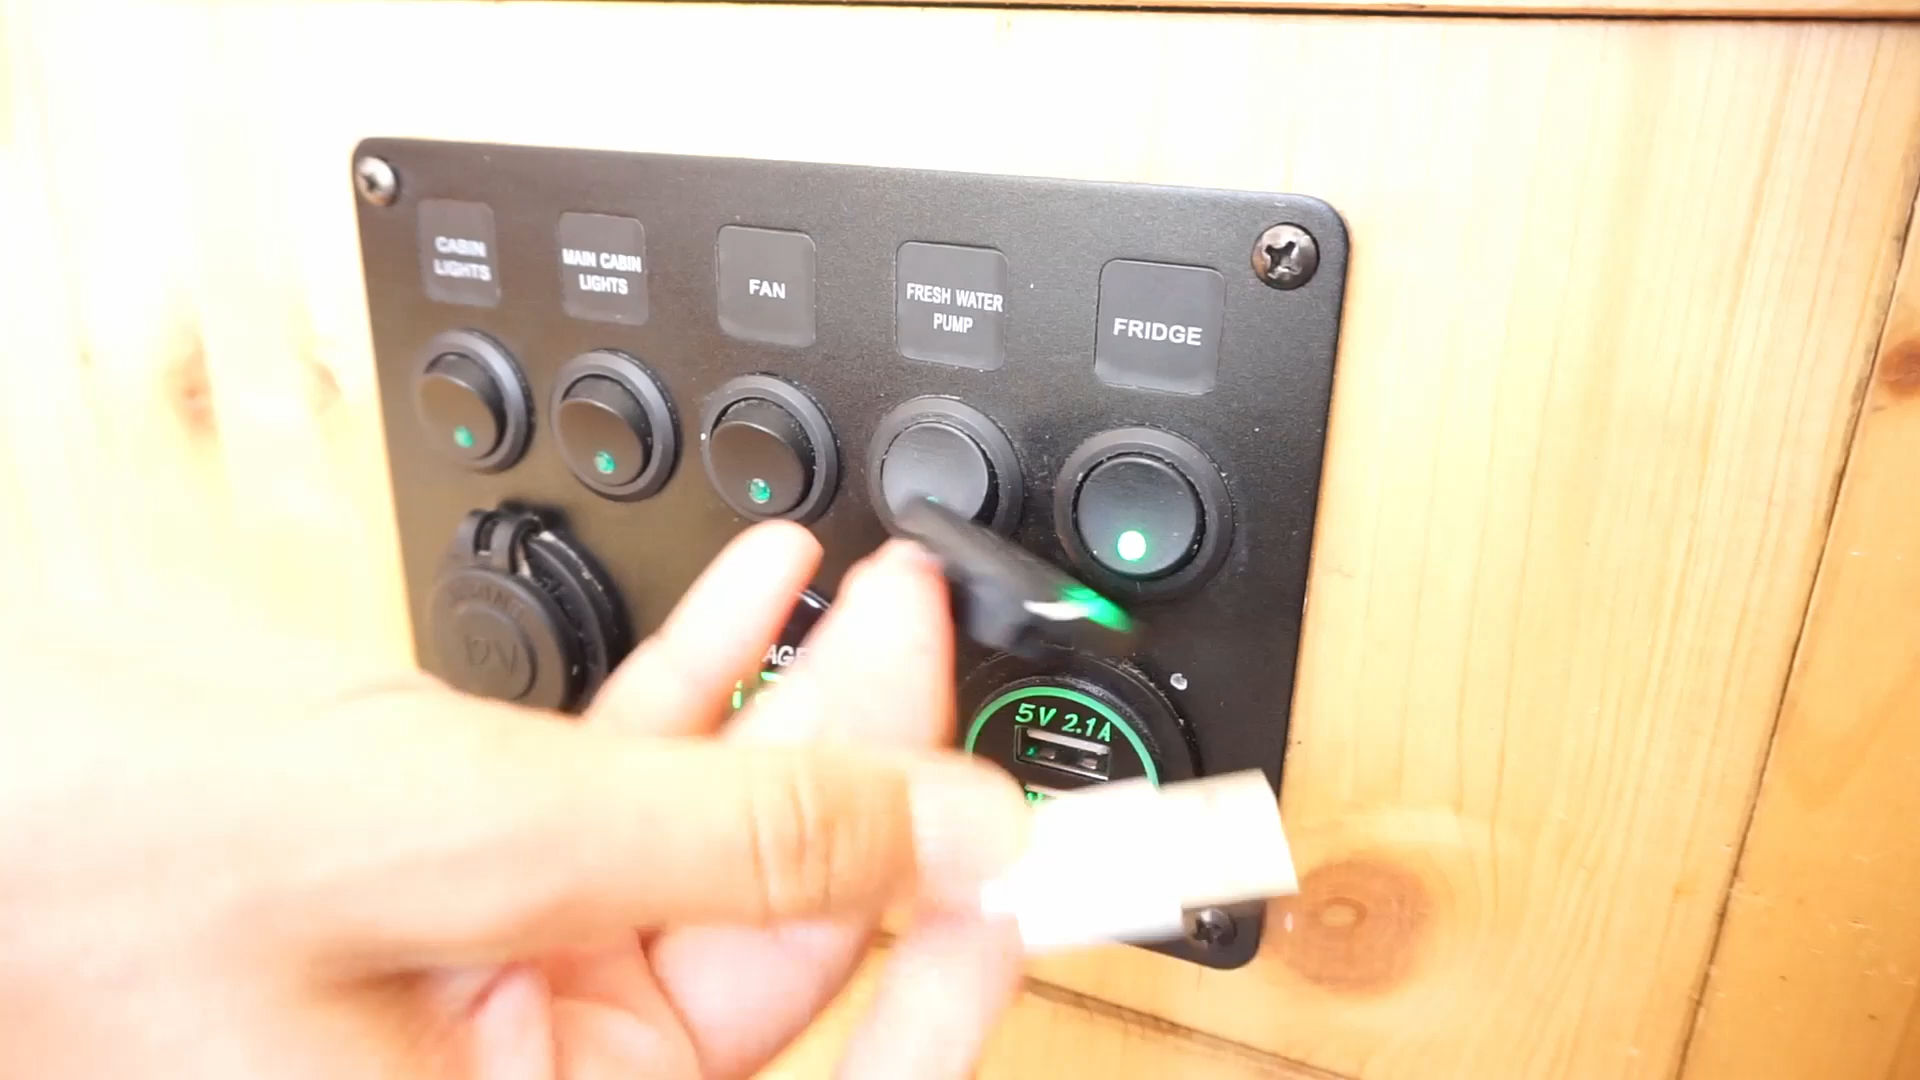 CABIN
LIGHTS
MAIN CABIN
LIGHTS
FAN
FRESH WATER
PUMP
FRIDGE
12V
5V 2.1A